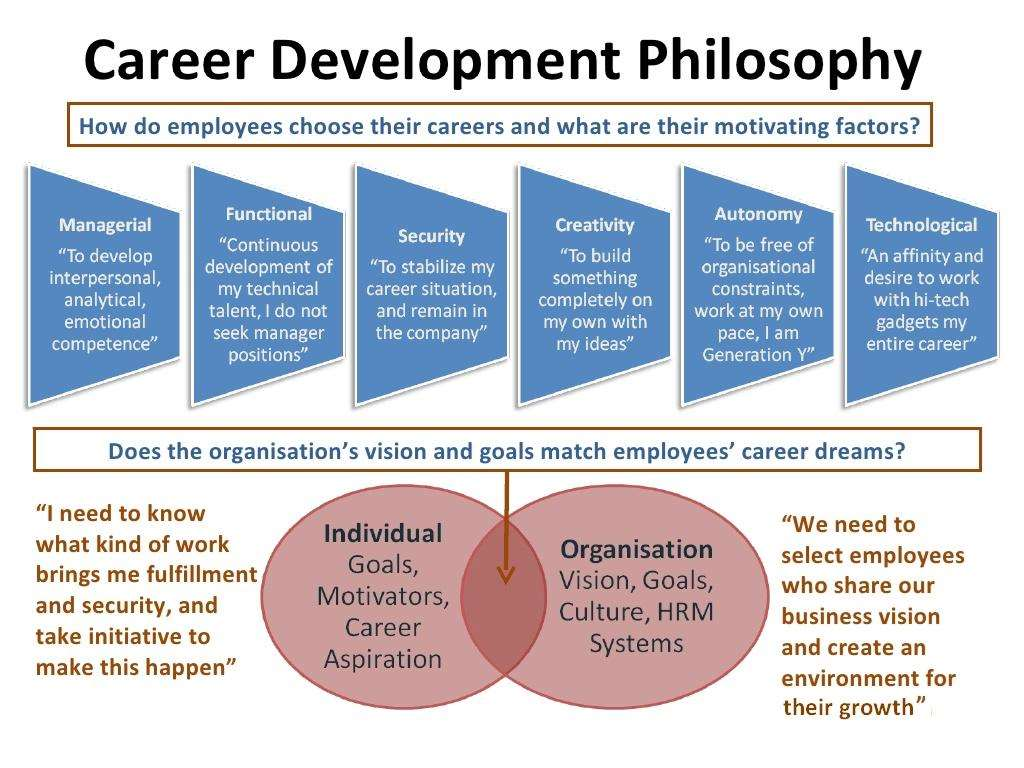 Career Development Philosophy
How do employees choose their careers and what are their motivating factors?
Managerial
“To develop
interpersonal,
analytical,
emotional
competence”
Functional
“Continuous
development of
my technical
talent, I do not
seek manager
positions”
Security
“To stabilize my
career situation,
and remain in
the company”
Creativity
“To build
something
completely on
my own with
my ideas”
Autonomy
“To be free of
organisational
constraints,
work at my own
pace, I am
Generation Y”
Technological
“An affinity and
desire to work
with hi-tech
gadgets my
entire career”
Does the organisation’s vision and goals match employees’ career dreams?
“I need to know
what kind of work
brings me fulfillment
and security, and
take initiative to
make this happen”
Individual
Goals,
Motivators,
Career
Aspiration
Organisation
Vision, Goals,
Culture, HRM
Systems
“We need to
select employees
who share our
business vision
and create an
environment for
their growth”